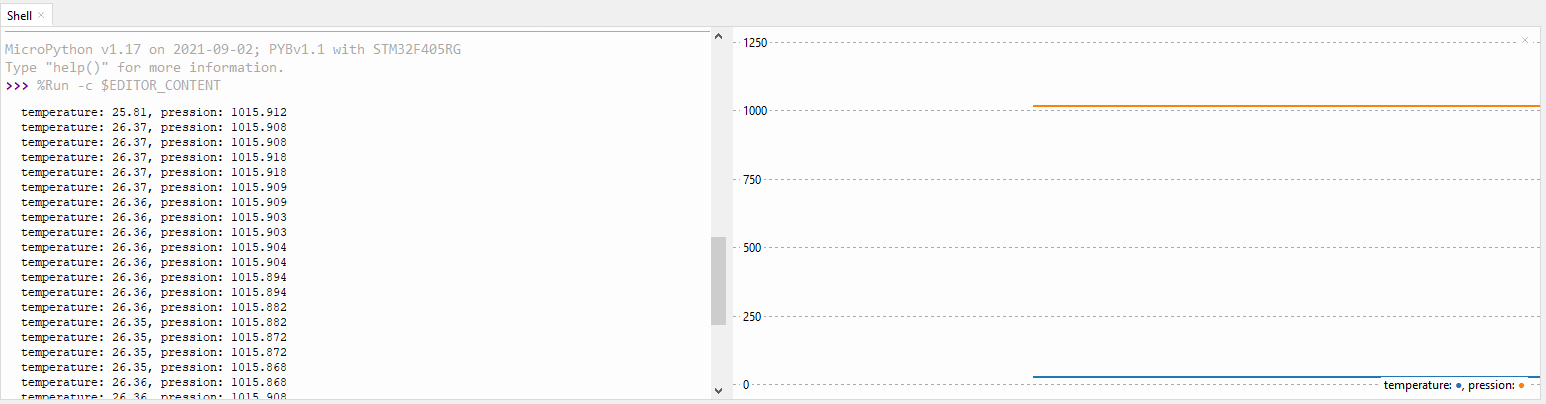 Shell ×
MicroPython v1.17 on 2021-09-02; PYBv1.1 with STM32F405RG
Type "help()" for more information.
>>> %Run -c $EDITOR_CONTENT
temperature: 25.81, pression: 1015.912
temperature: 26.37, pression: 1015.908
temperature: 26.37, pression: 1015.908
temperature: 26.37, pression: 1015.918
temperature: 26.37, pression: 1015.918
temperature: 26.37, pression: 1015.909
temperature: 26.36, pression: 1015.909
temperature: 26.36, pression: 1015.903
temperature: 26.36, pression: 1015.903
temperature: 26.36, pression: 1015.904
temperature: 26.36, pression: 1015.904
temperature: 26.36, pression: 1015.894
temperature: 26.36, pression: 1015.894
temperature: 26.36, pression: 1015.882
temperature: 26.35, pression: 1015.882
temperature: 26.35, pression: 1015.872
temperature: 26.35, pression: 1015.872
temperature: 26.35, pression: 1015.868
temperature: 26.36, pression: 1015.868
temperature: 26.36, pression: 1015.908
1250
1000
750
500
250
0
temperature: , pression: